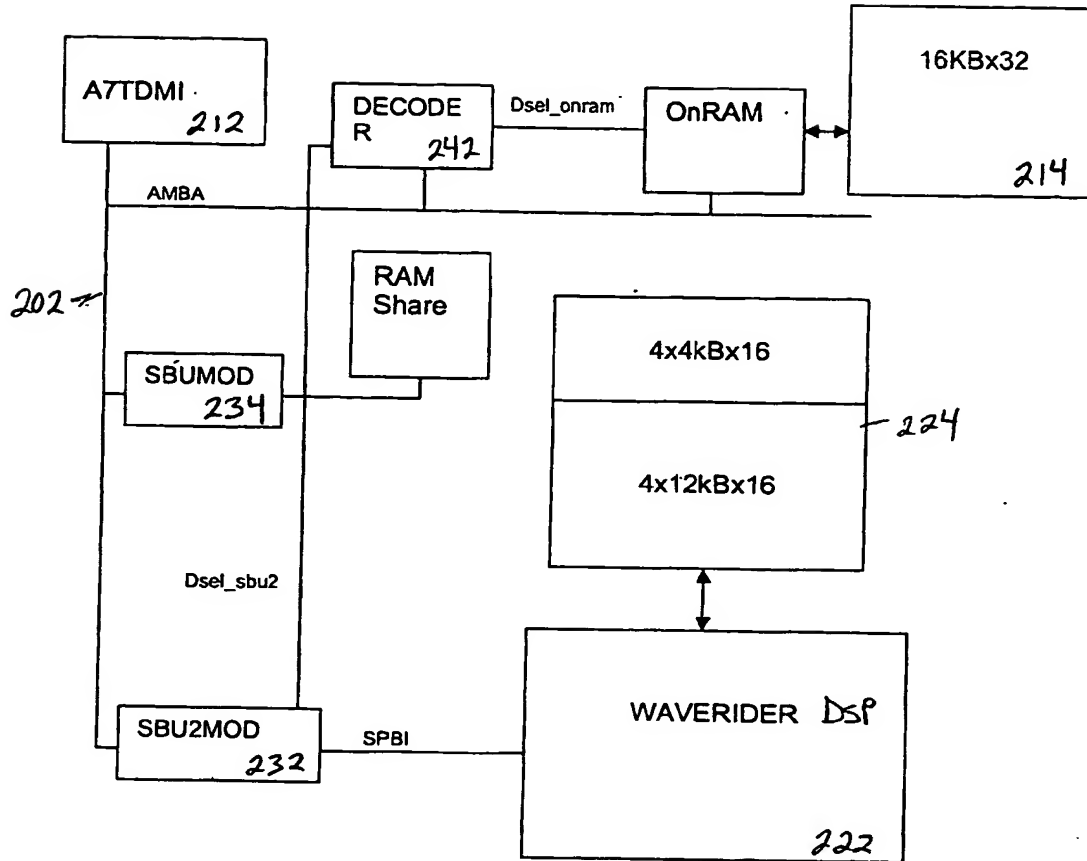 A7TDMI
212
DECODE
R
242
Dsel_onram
OnRAM
16KBx32
214
AMBA
202
RAM
Share
SBUMOD
234
4x4kBx16
224
4x12kBx16
Dsel_sbu2
SBU2MOD
232
SPBI
WAVERIDER DSP
222